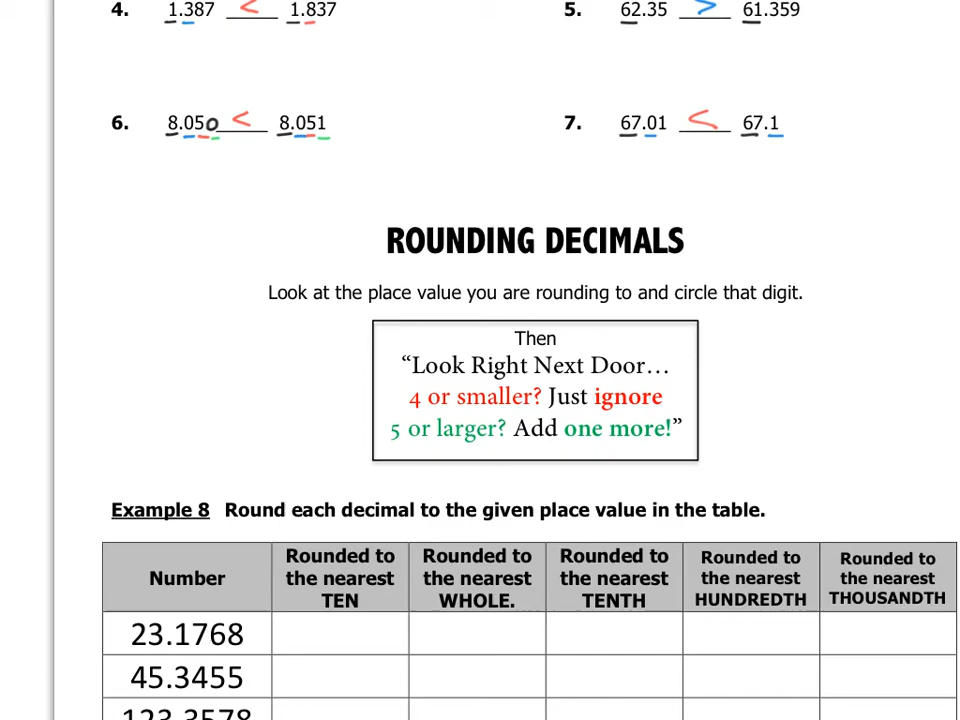 4. 1.387 < 1.837 5. 62.35 > 61.359
6. 8.050 < 8.051 7. 67.01 < 67.1
ROUNDING DECIMALS
Look at the place value you are rounding to and circle that digit.
Then
“Look Right Next Door…
4 or smaller? Just ignore
5 or larger? Add one more!”
Example 8 Round each decimal to the given place value in the table.
Number
Rounded to
the nearest
TEN
Rounded to
the nearest
WHOLE.
Rounded to
the nearest
TENTH
Rounded to
the nearest
HUNDREDTH
Rounded to
the nearest
THOUSANDTH
23.1768
45.3455
123.3578